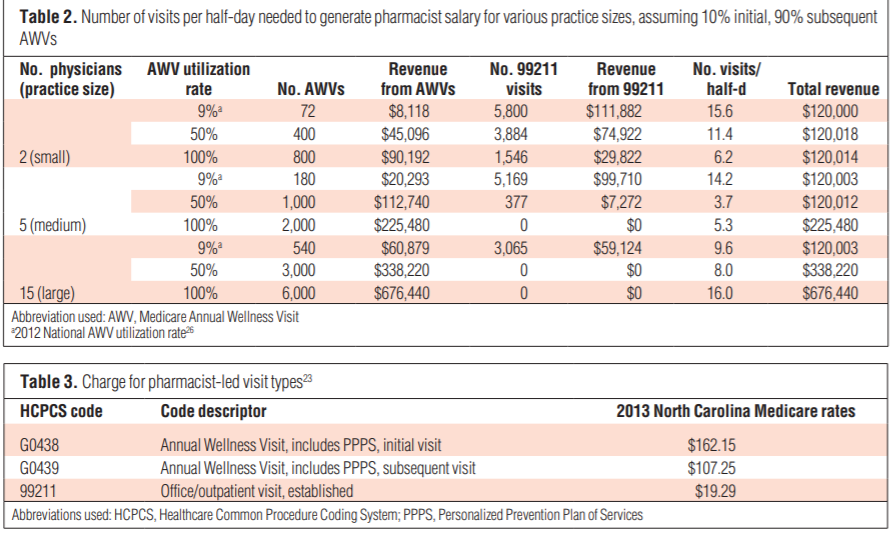 Table 2. Number of visits per half-day needed to generate pharmacist salary for various practice sizes, assuming 10% initial, 90% subsequent
AWVs
No. physicians AWV utilization Revenue No. 99211 Revenue No. visits/
(practice size) rate No. AWVs from AWVs visits from 99211 half-d Total revenue
9%a 72 $8,118 5,800 $111,882 15.6 $120,000
50% 400 $45,096 3,884 $74,922 11.4 $120,018
2 (small) 100% 800 $90,192 1,546 $29,822 6.2 $120,014
9%a 180 $20,293 5,169 $99,710 14.2 $120,003
50% 1,000 $112,740 377 $7,272 3.7 $120,012
5 (medium) 100% 2,000 $225,480 0 $0 5.3 $225,480
9%a 540 $60,879 3,065 $59,124 9.6 $120,003
50% 3,000 $338,220 0 $0 8.0 $338,220
15 (large) 100% 6,000 $676,440 0 $0 16.0 $676,440
Abbreviation used: AWV, Medicare Annual Wellness Visit
a2012 National AWV utilization rate26
Table 3. Charge for pharmacist-led visit types23
HCPCS code Code descriptor 2013 North Carolina Medicare rates
G0438 Annual Wellness Visit, includes PPPS, initial visit $162.15
G0439 Annual Wellness Visit, includes PPPS, subsequent visit $107.25
99211 Office/outpatient visit, established $19.29
Abbreviations used: HCPCS, Healthcare Common Procedure Coding System; PPPS, Personalized Prevention Plan of Services